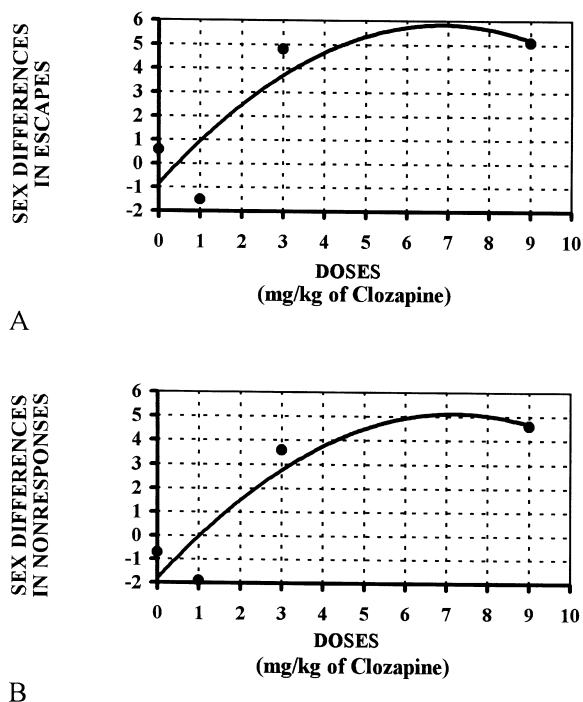 SEX DIFFERENCES
IN ESCAPES
6
5
4
3
2
1
0
-1
-2
0 1 2 3 4 5 6 7 8 9 10
DOSES
(mg/kg of Clozapine)
A
SEX DIFFERENCES
IN NONRESPONSES
6
5
4
3
2
1
0
-1
-2
0 1 2 3 4 5 6 7 8 9 10
DOSES
(mg/kg of Clozapine)
B